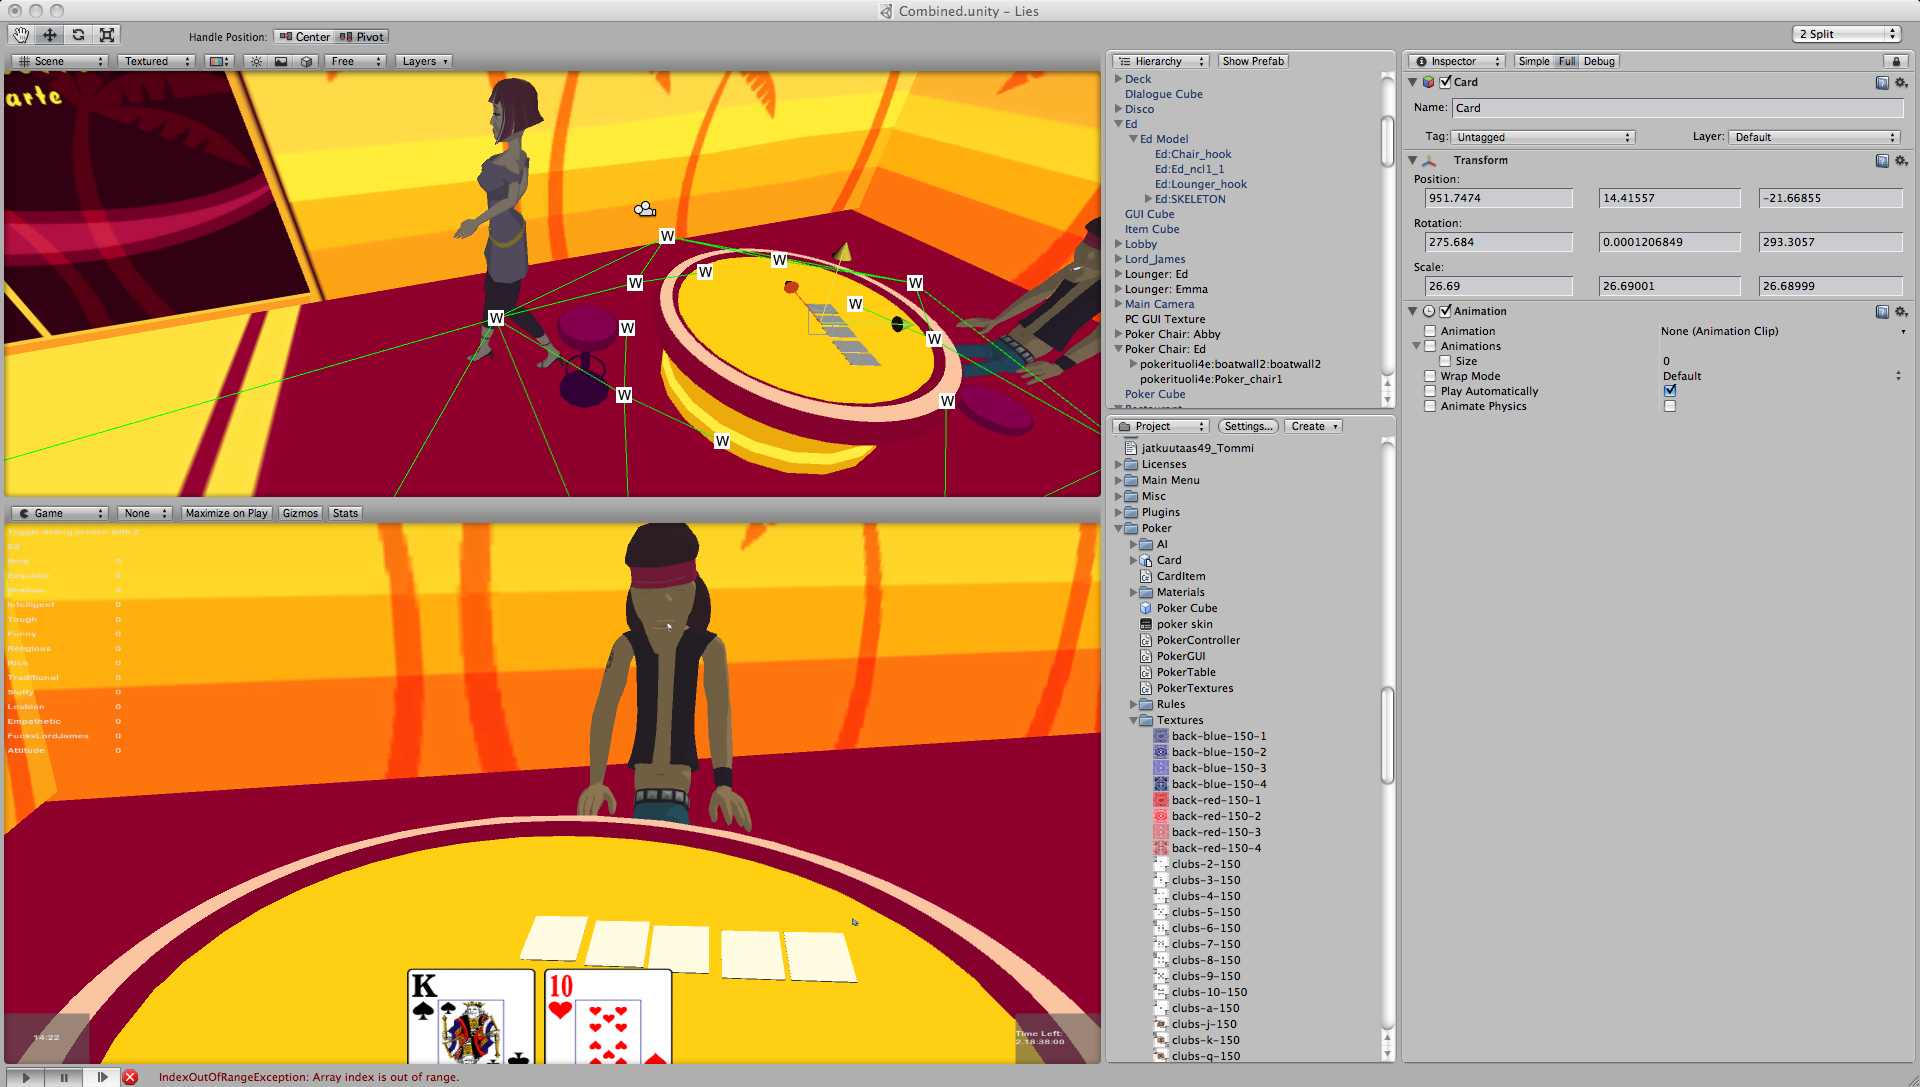 Combined.unity – Lies
Handle Position: Center Pivot
2 Split
Scene Textured Free Layers
arte
W
W
W
W
W
W
W
W
W
W
W
W
W
Hierarchy Show Prefab
Deck
Dialogue Cube
Disco
Ed
Ed Model
Ed:Chair_hook
Ed:Ed_ncl1_1
Ed:Lounger_hook
Ed:SKELETON
GUI Cube
Item Cube
Lobby
Lord_James
Lounger: Ed
Lounger: Emma
Main Camera
PC GUI Texture
Poker Chair: Abby
Poker Chair: Ed
pokerituoli4e:boatwall2:boatwall2
pokerituoli4e:Poker_chair1
Poker Cube
Inspector Simple Full Debug
Card
Name: Card
Tag: Untagged Layer: Default
Transform
Position:
951.7474 14.41557 -21.66855
Rotation:
275.684 0.0001206849 293.3057
Scale:
26.69 26.69001 26.68999
Animation
Animation None (Animation Clip)
Animations
Size 0
Wrap Mode Default
Play Automatically
Animate Physics
Game None Maximize on Play Gizmos Stats
Toggle debug screen with Z
Ed
Bold 0
Exquisite 0
Shallow 0
Intelligent 0
Tough 0
Funny 0
Religious 0
Rich 0
Traditional 0
Slutty 0
Lesbian 0
Empathetic 0
FucksLordJames 0
Attitude 0
K
10
14:22
Time Left:
2.18:38:00
Project Settings... Create
jatkuutaas49_Tommi
Licenses
Main Menu
Misc
Plugins
Poker
AI
Card
CardItem
Materials
Poker Cube
poker skin
PokerController
PokerGUI
PokerTable
PokerTextures
Rules
Textures
back-blue-150-1
back-blue-150-2
back-blue-150-3
back-blue-150-4
back-red-150-1
back-red-150-2
back-red-150-3
back-red-150-4
clubs-2-150
clubs-3-150
clubs-4-150
clubs-5-150
clubs-6-150
clubs-7-150
clubs-8-150
clubs-9-150
clubs-10-150
clubs-a-150
clubs-j-150
clubs-k-150
clubs-q-150
IndexOutOfRangeException: Array index is out of range.